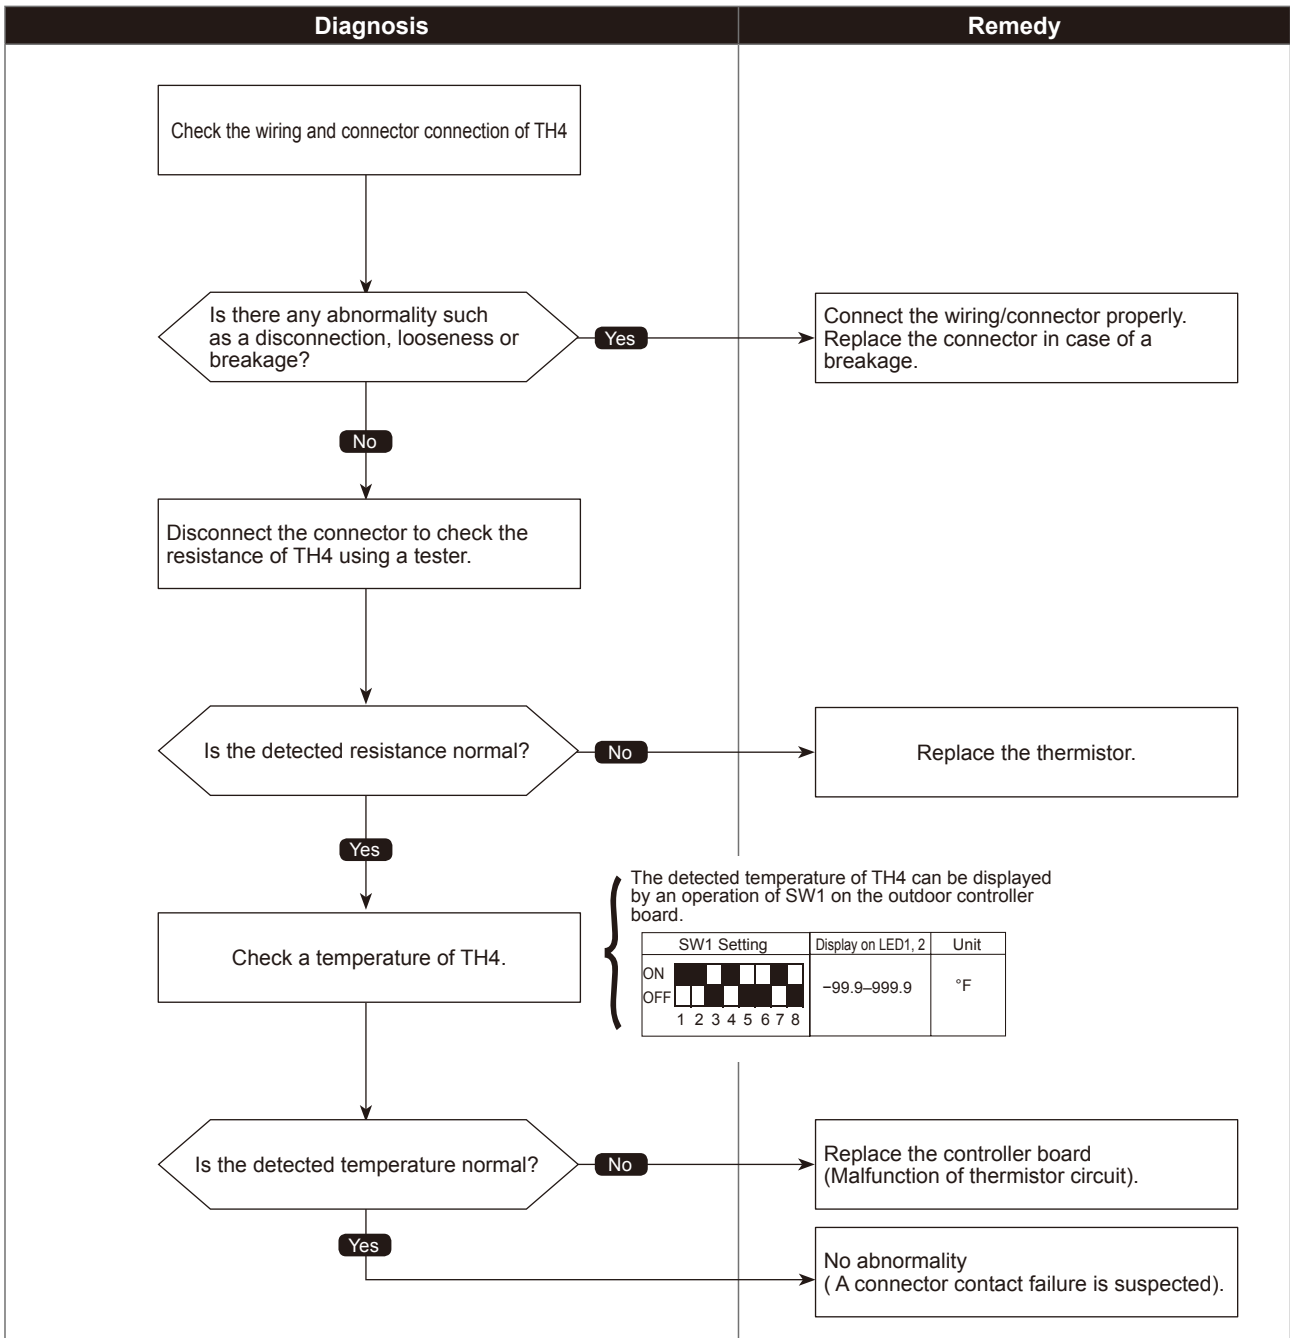 Diagnosis
Remedy
Check the wiring and connector connection of TH4
Is there any abnormality such
as a disconnection, looseness or
breakage?
Yes
Connect the wiring/connector properly.
Replace the connector in case of a
breakage.
No
Disconnect the connector to check the
resistance of TH4 using a tester.
Is the detected resistance normal?
No
Replace the thermistor.
Yes
The detected temperature of TH4 can be displayed
by an operation of SW1 on the outdoor controller
board.
Check a temperature of TH4.
SW1 Setting
Display on LED1, 2
Unit
ON
OFF
1 2 3 4 5 6 7 8
−99.9–999.9
°F
Is the detected temperature normal?
No
Replace the controller board
(Malfunction of thermistor circuit).
Yes
No abnormality
( A connector contact failure is suspected).